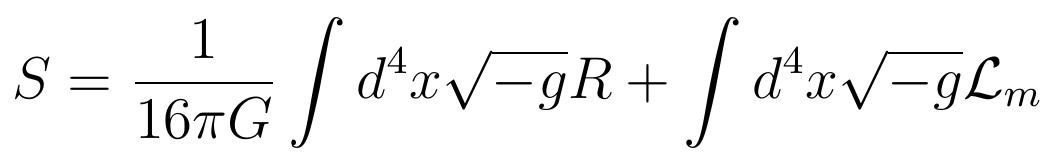 S = \frac{1}{16\pi G} \int d^4x \sqrt{-g} R + \int d^4x \sqrt{-g} \mathcal{L}_m